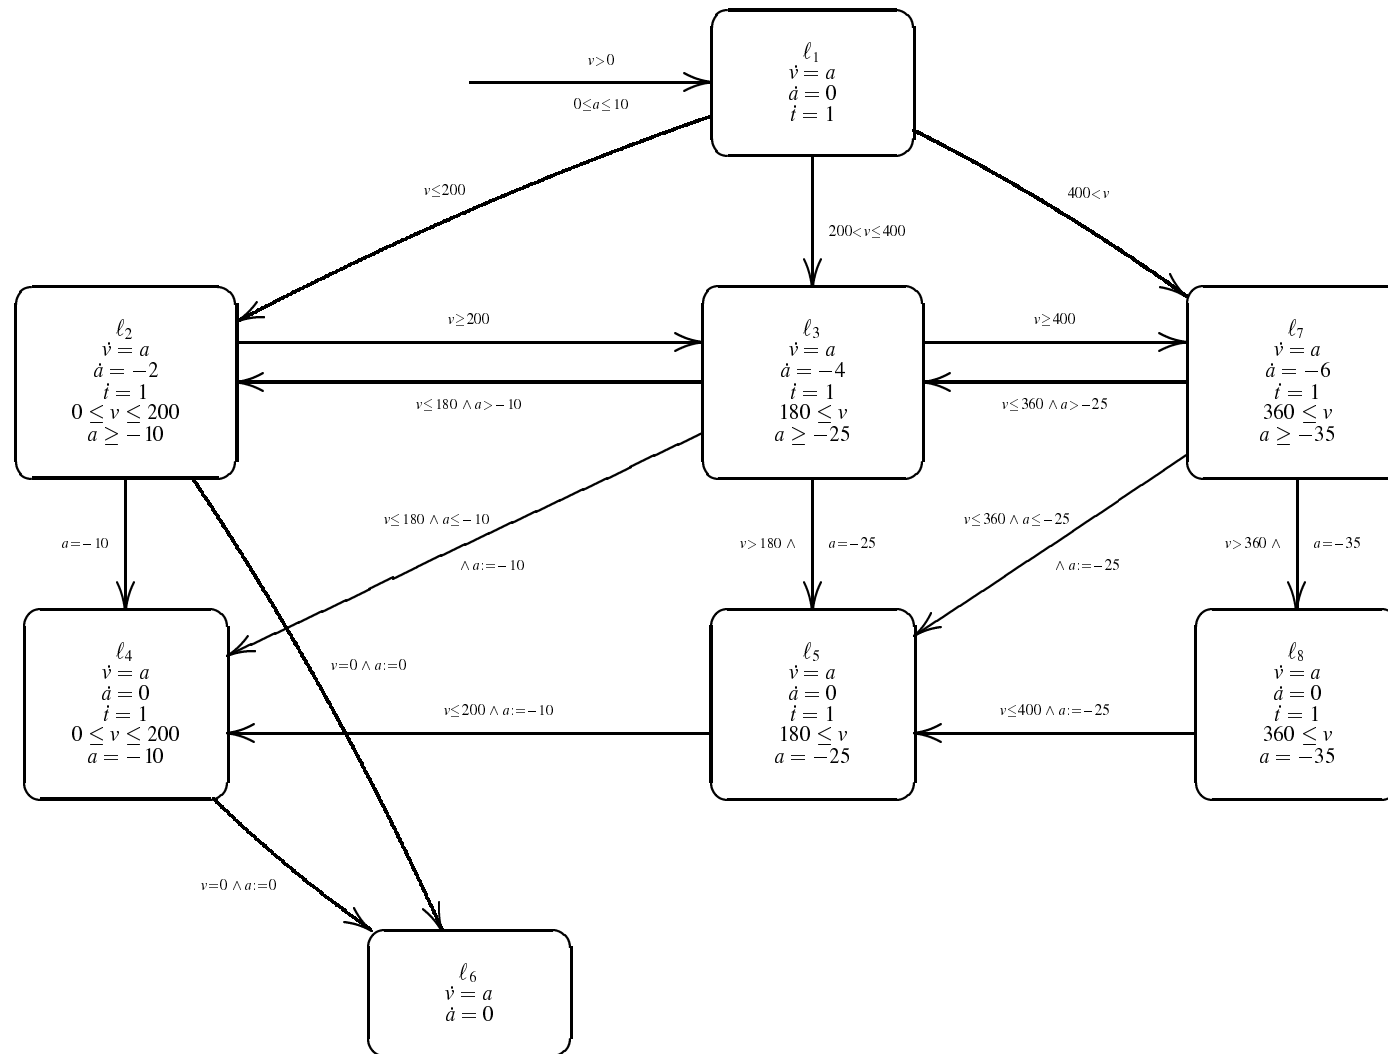 v>0
0≤a≤10
ℓ1
v̇ = a
ȧ = 0
ṫ = 1
v≤200
200<v≤400
400<v
ℓ2
v̇ = a
ȧ = −2
ṫ = 1
0 ≤ v ≤ 200
a ≥ −10
v≥200
v≤180 ∧ a>−10
ℓ3
v̇ = a
ȧ = −4
ṫ = 1
180 ≤ v
a ≥ −25
v≥400
v≤360 ∧ a>−25
ℓ7
v̇ = a
ȧ = −6
ṫ = 1
360 ≤ v
a ≥ −35
a=−10
v≤180 ∧ a≤−10
∧ a:=−10
v>180 ∧ a=−25
v≤360 ∧ a≤−25
∧ a:=−25
v>360 ∧ a=−35
ℓ4
v̇ = a
ȧ = 0
ṫ = 1
0 ≤ v ≤ 200
a = −10
v=0 ∧ a:=0
v≤200 ∧ a:=−10
ℓ5
v̇ = a
ȧ = 0
ṫ = 1
180 ≤ v
a = −25
v≤400 ∧ a:=−25
ℓ8
v̇ = a
ȧ = 0
ṫ = 1
360 ≤ v
a = −35
v=0 ∧ a:=0
ℓ6
v̇ = a
ȧ = 0